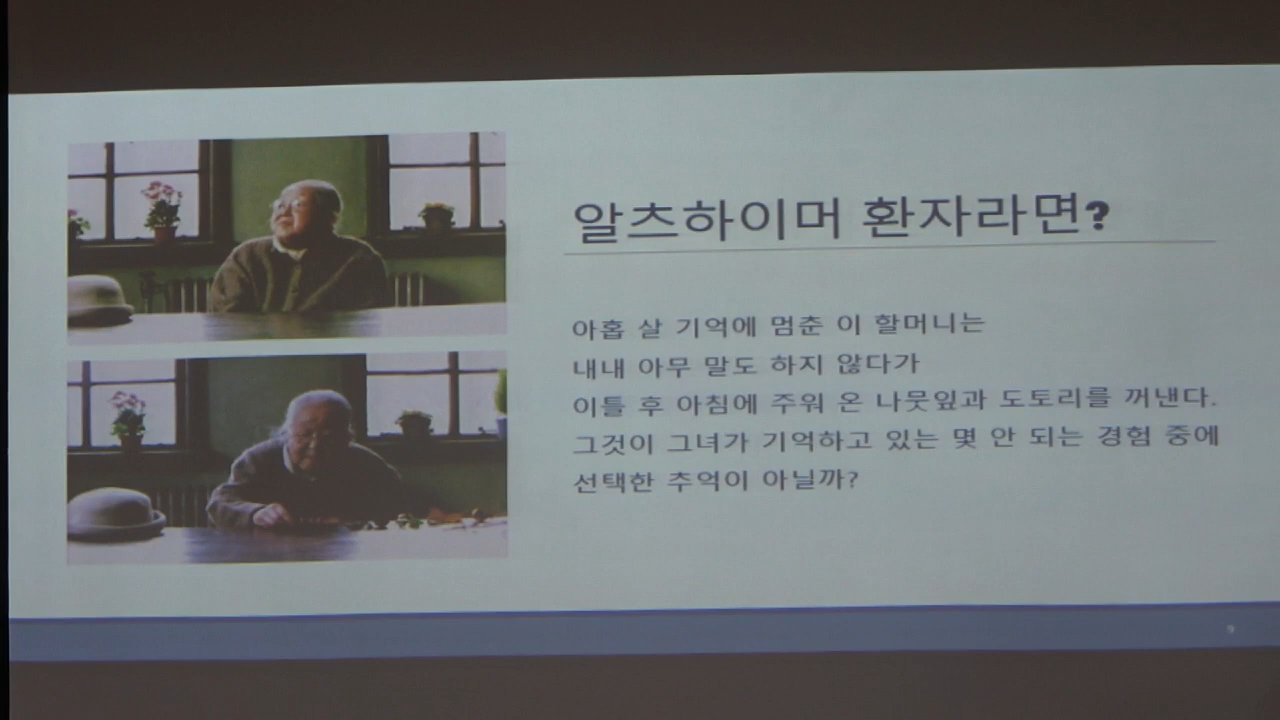 알츠하이머 환자라면?
아홉 살 기억에 멈춘 이 할머니는
내내 아무 말도 하지 않다가
이틀 후 아침에 주워 온 나뭇잎과 도토리를 꺼낸다.
그것이 그녀가 기억하고 있는 몇 안 되는 경험 중에
선택한 추억이 아닐까?
9